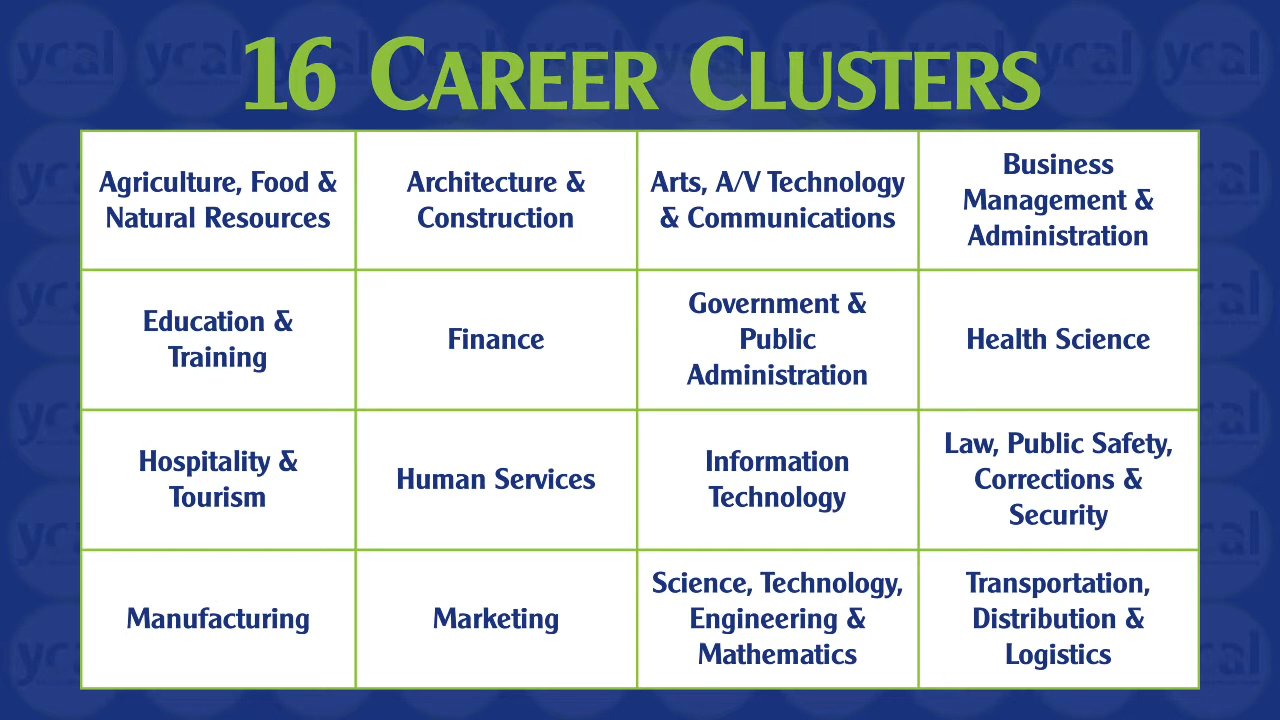 16 Career Clusters
Agriculture, Food &
Natural Resources
Architecture &
Construction
Arts, A/V Technology
& Communications
Business
Management &
Administration
Education &
Training
Finance
Government &
Public
Administration
Health Science
Hospitality &
Tourism
Human Services
Information
Technology
Law, Public Safety,
Corrections &
Security
Manufacturing
Marketing
Science, Technology,
Engineering &
Mathematics
Transportation,
Distribution &
Logistics